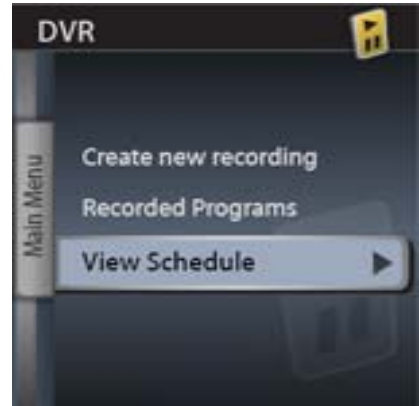 DVR
Main Menu
Create new recording
Recorded Programs
View Schedule